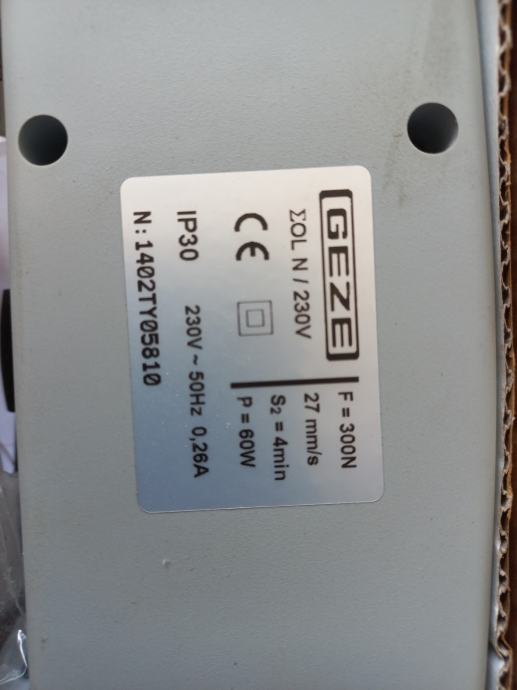 GEZE
ΣOL N / 230V
F = 300N
27 mm/s
S2 = 4min
P = 60W
CE
IP30 230V ~ 50Hz 0,26A
N:1402TY05810